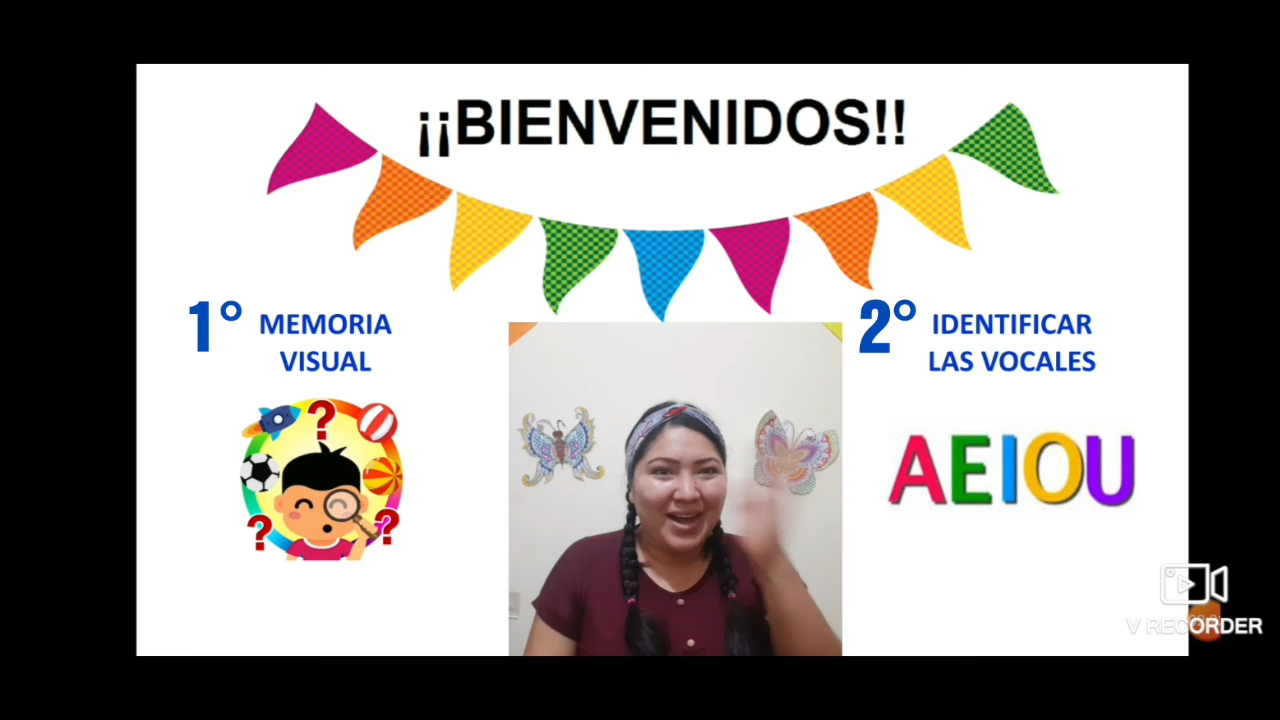 ¡¡BIENVENIDOS!!
1° MEMORIA
VISUAL
2° IDENTIFICAR
LAS VOCALES
? ? ?
AEIOU
V RECORDER